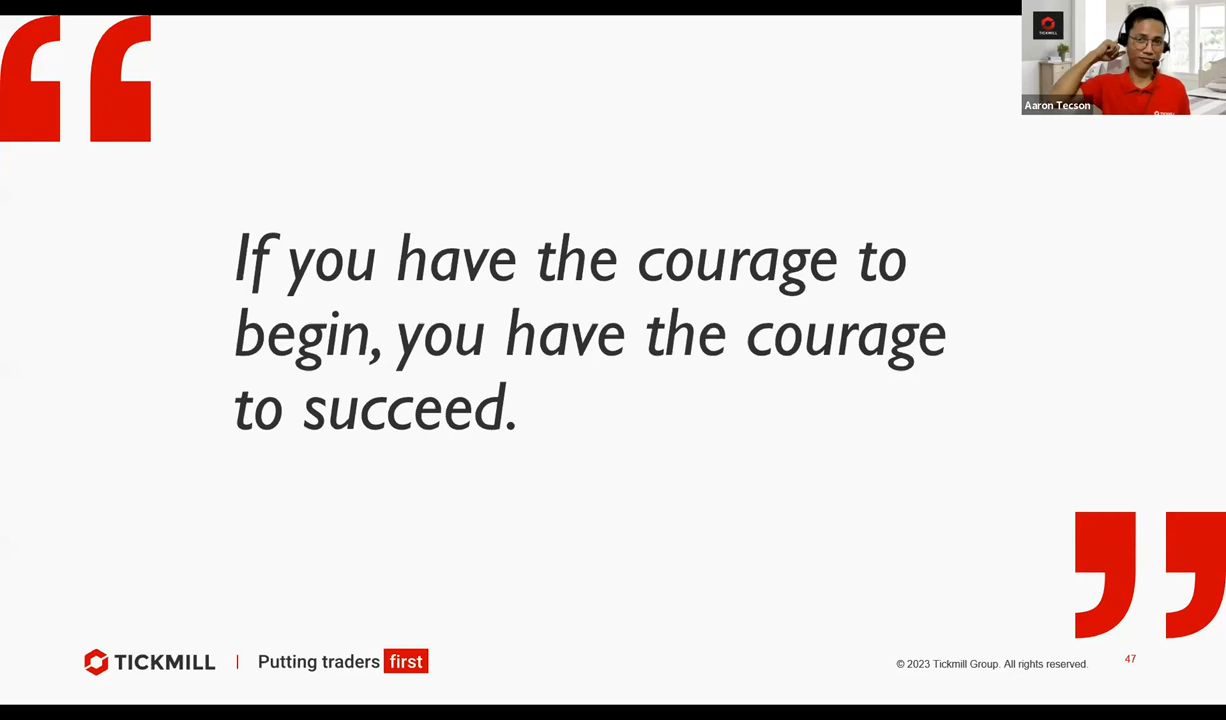 TICKMILL
Aaron Tecson
If you have the courage to
begin, you have the courage
to succeed.
TICKMILL | Putting traders first
© 2023 Tickmill Group. All rights reserved.
47